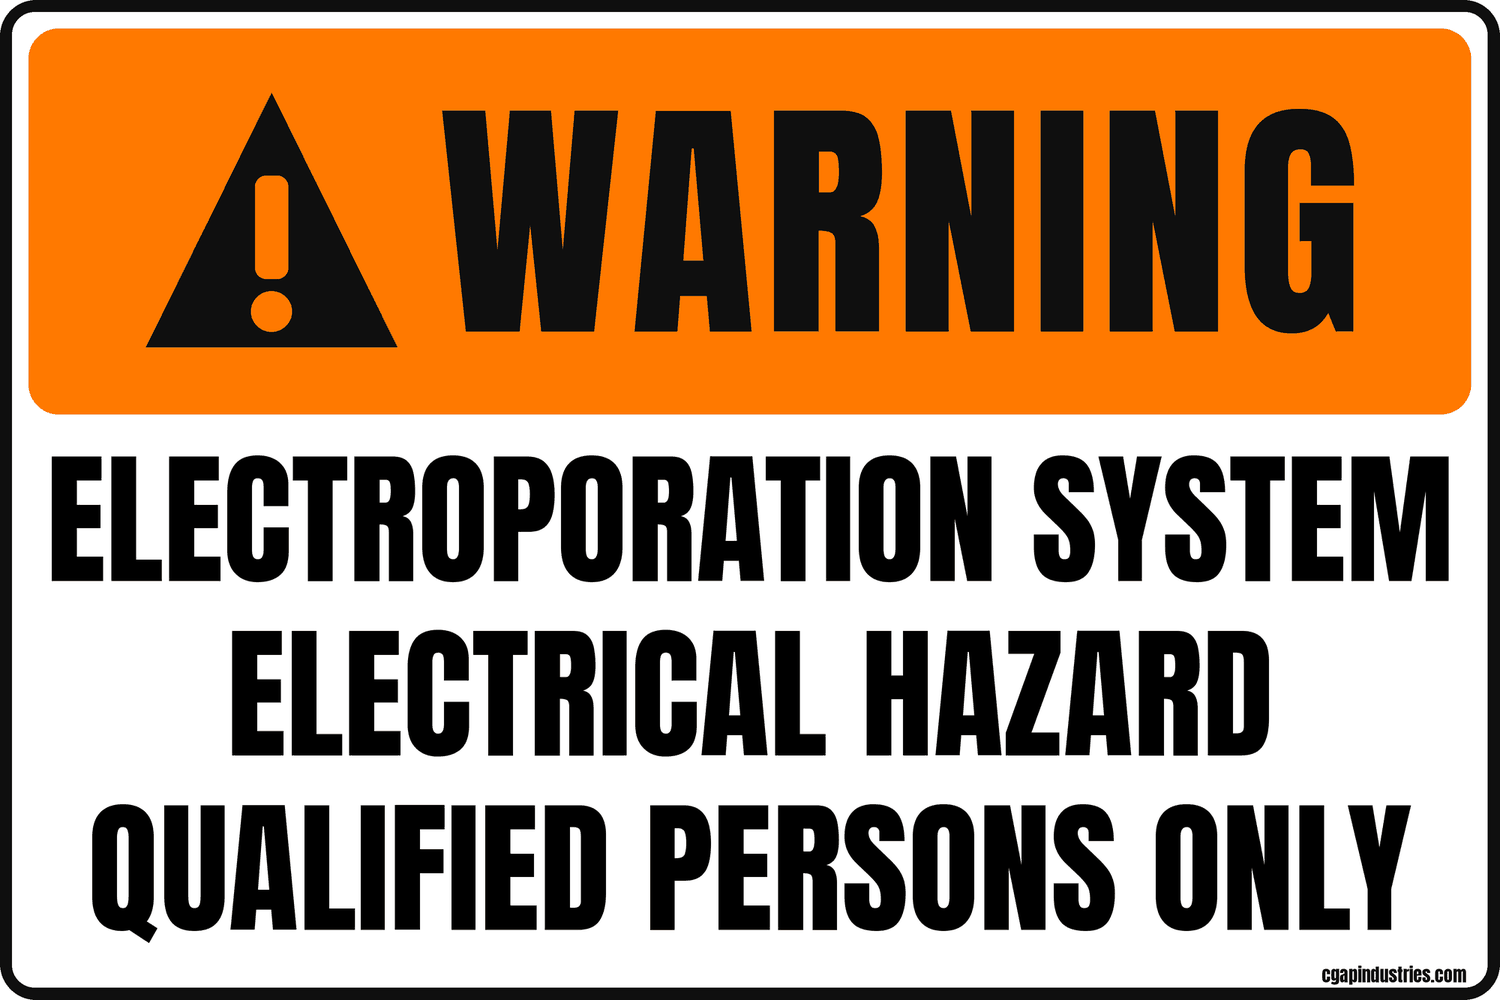 WARNING
ELECTROPORATION SYSTEM
ELECTRICAL HAZARD
QUALIFIED PERSONS ONLY
cgapindustries.com